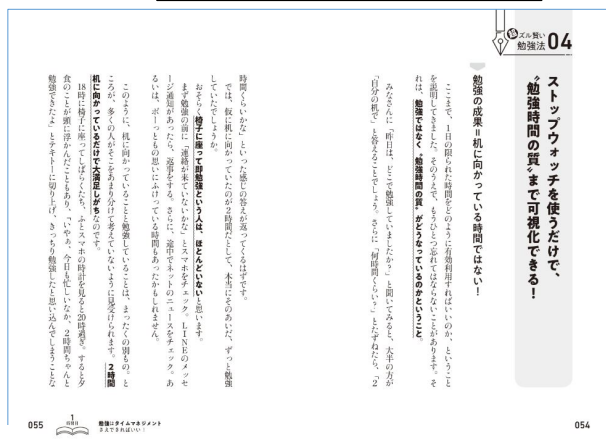 超ズル賢い
勉強法 04
ストップウォッチを使うだけで、
“勉強時間の質”まで可視化できる！
勉強の成果＝机に向かっている時間ではない！
ここまで、1日の限られた時間をどのように有効利用すればいいのか、ということ
を説明してきました。そのうえで、もうひとつ忘れてはならないことがあります。そ
れは、勉強ではなく“勉強時間の質”がどうなっているのかということ。
みなさんに、「昨日は、どこで勉強していましたか？」と聞いてみると、大半の方が
「自分の机で」と答えることでしょう。さらに「何時間くらい？」とたずねたら、「2
時間くらいかな」といった感じの答えが返ってくるはずです。
では、仮に机に向かっていたのが2時間だとして、本当にそのあいだ、ずっと勉強
していたでしょうか。
おそらく椅子に座って即勉強という人は、ほとんどいないと思います。
まず勉強の前に「連絡が来ていないかな」とスマホをチェック。LINEのメッセ
ージ通知があったら、返事をする。さらに、途中でネットのニュースをチェック。あ
るいは、ボーっともの思いにふけっている時間もあったかもしれません。
このように、机に向かっていることと勉強していることは、まったくの別もの。と
ころが、多くの人がそこをあまり分けて考えていないように見受けられます。2時間
机に向かっているだけで大満足しがちなのです。
18時に椅子に座ってしばらくたち、ふとスマホの時計を見ると20時過ぎ。すると夕
食のことが頭に浮かんだこともあり、「いやぁ、今日も忙しいなか、2時間ちゃんと
勉強できたよ」とテキトーに切り上げ、きっちり勉強したと思い込んでしまうことな
055
1
時間目
勉強はタイムマネジメント
さえできればいい！
054